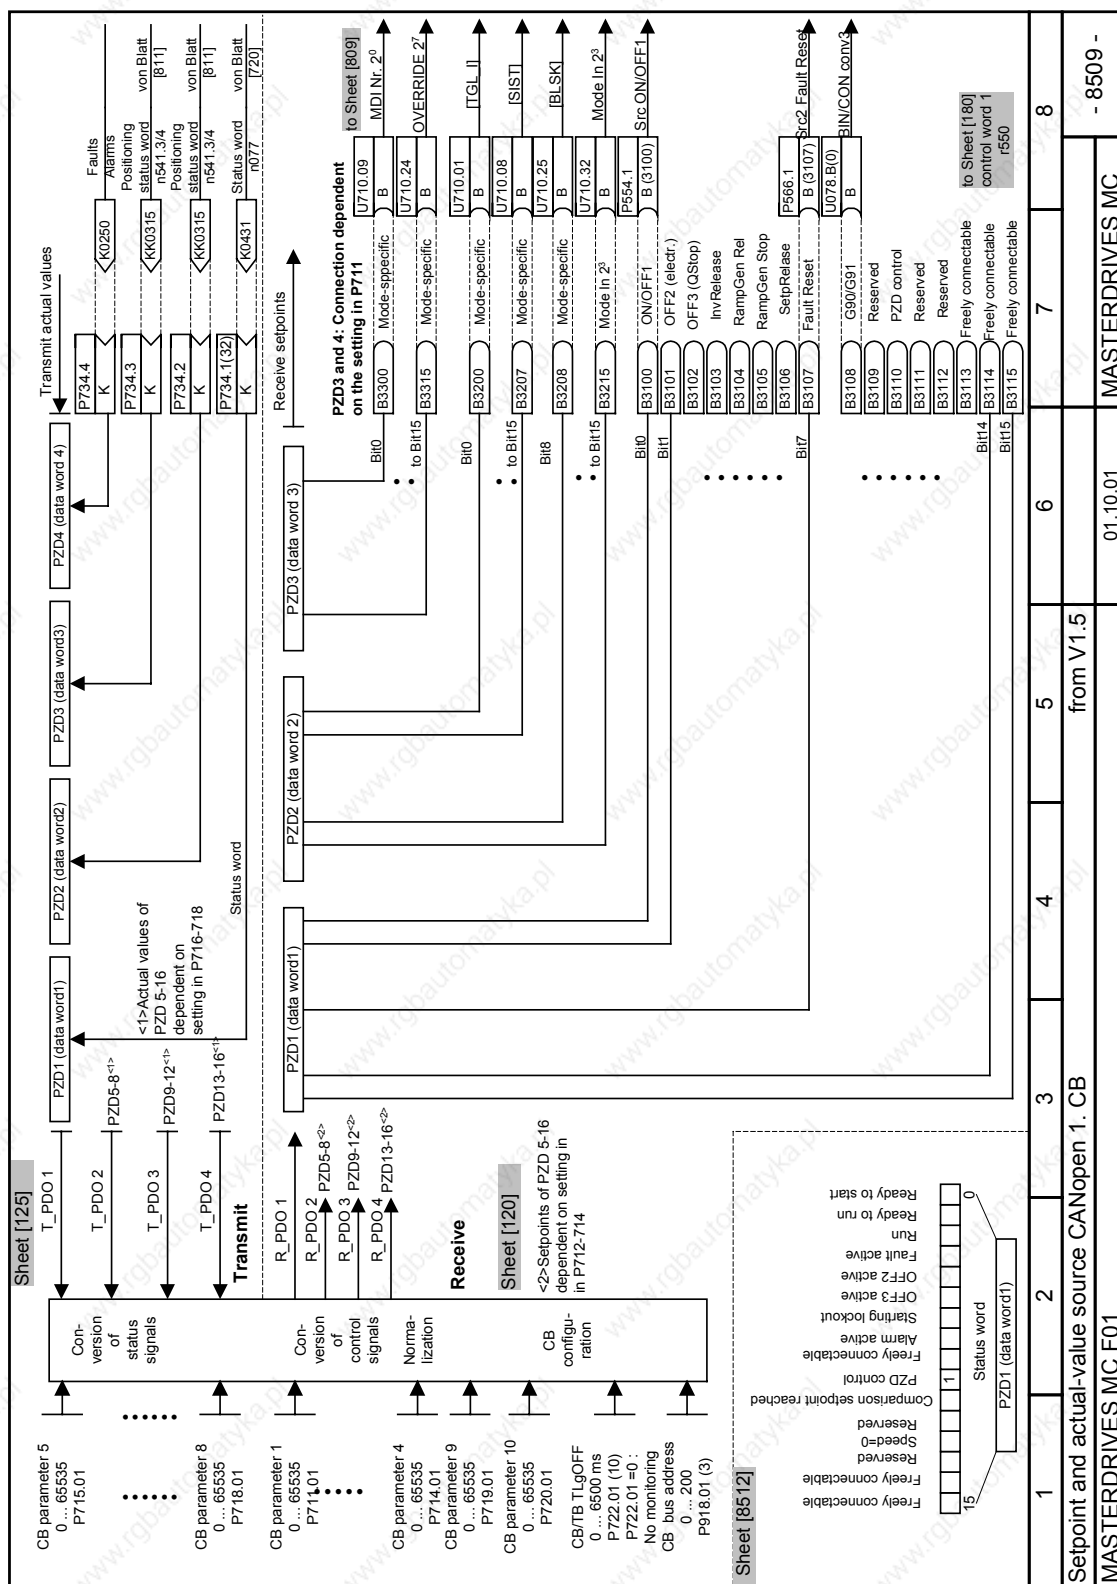 Sheet [125]
T_PDO 1
T_PDO 2
T_PDO 3
T_PDO 4
Transmit
PZD1 (data word1)
PZD2 (data word2)
PZD3 (data word3)
PZD4 (data word 4)
PZD5-8<1>
PZD9-12<1>
PZD13-16<1>
<1>Actual values of
PZD 5-16
dependent on
setting in P716-718
Status word
Transmit actual values
P734.4
K
P734.3
K
P734.2
K
P734.1(32)
K
K0250
KK0315
KK0315
K0431
Faults
Alarms
Positioning
status word
n541.3/4
von Blatt
[811]
Positioning
status word
n541.3/4
von Blatt
[811]
Status word
n077
von Blatt
[720]
CB parameter 5
0 ... 65535
P715.01
CB parameter 8
0 ... 65535
P718.01
CB parameter 1
0 ... 65535
P711.01
CB parameter 4
0 ... 65535
P714.01
CB parameter 9
0 ... 65535
P719.01
CB parameter 10
0 ... 65535
P720.01
CB/TB TLgOFF
0 ... 6500 ms
P722.01 (10)
P722.01 =0 :
No monitoring
CB bus address
0 ... 200
P918.01 (3)
Con-
version
of
status
signals
Con-
version
of
control
signals
Norma-
lization
CB
configu-
ration
R_PDO 1
R_PDO 2
R_PDO 3
R_PDO 4
PZD5-8<2>
PZD9-12<2>
PZD13-16<2>
Receive
Sheet [120]
<2>Setpoints of PZD 5-16
dependent on setting in
in P712-714
PZD1 (data word1)
PZD2 (data word 2)
PZD3 (data word 3)
Receive setpoints
PZD3 and 4: Connection dependent
on the setting in P711
to Sheet [809]
Bit0 B3300 Mode-specific U710.09 B MDI Nr. 2⁰
to Bit15 B3315 Mode-specific U710.24 B OVERRIDE 2⁷
Bit0 B3200 Mode-specific U710.01 B [TGL_I]
to Bit15 B3207 Mode-specific U710.08 B [SIST]
Bit8 B3208 Mode-specific U710.25 B [BLSK]
to Bit15 B3215 Mode In 2³ U710.32 B Mode In 2³
Bit0 B3100 ON/OFF1 P554.1 B (3100) Src ON/OFF1
Bit1 B3101 OFF2 (electr.)
B3102 OFF3 (QStop)
B3103 InvRelease
B3104 RampGen Rel
B3105 RampGen Stop
B3106 SetpRelase
Bit7 B3107 Fault Reset P566.1 B (3107) Src2 Fault Reset
B3108 G90/G91 U078.B(0) B BIN/CON conv3
B3109 Reserved
B3110 PZD control
B3111 Reserved
B3112 Reserved
B3113 Freely connectable
Bit14 B3114 Freely connectable
Bit15 B3115 Freely connectable
to Sheet [180]
control word 1
r550
Sheet [8512]
Freely connectable
Freely connectable
Reserved
Speed=0
Reserved
Comparison setpoint reached
PZD control
Freely connectable
Alarm active
Starting lockout
OFF3 active
OFF2 active
Fault active
Run
Ready to run
Ready to start
1
15
0
Status word
PZD1 (data word1)
1 2 3 4 5 6 7 8
Setpoint and actual-value source CANopen 1. CB
from V1.5
- 8509 -
MASTERDRIVES MC F01
01.10.01
MASTERDRIVES MC
www.rgbautomatyka.pl